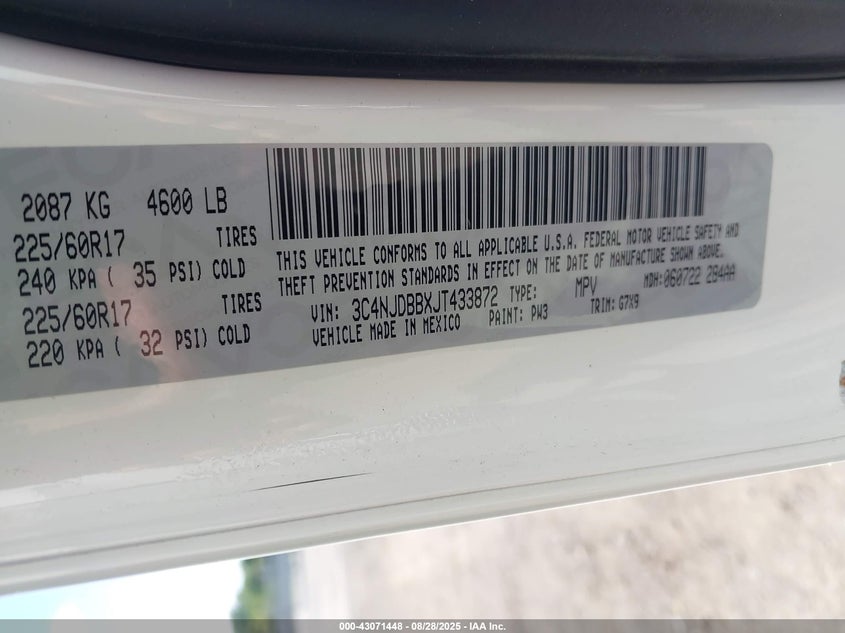 2087 KG 4600 LB
225/60R17 TIRES
240 KPA ( 35 PSI) COLD
225/60R17 TIRES
220 KPA ( 32 PSI) COLD
THIS VEHICLE CONFORMS TO ALL APPLICABLE U.S.A. FEDERAL MOTOR VEHICLE SAFETY AND
THEFT PREVENTION STANDARDS IN EFFECT ON THE DATE OF MANUFACTURE SHOWN ABOVE.
VIN: 3C4NJDBBXJT433872 TYPE: MPV MDH:060722 284AA
VEHICLE MADE IN MEXICO PAINT: PW3 TRIM: G7X9
000-43071448 - 08/28/2025 - IAA Inc.